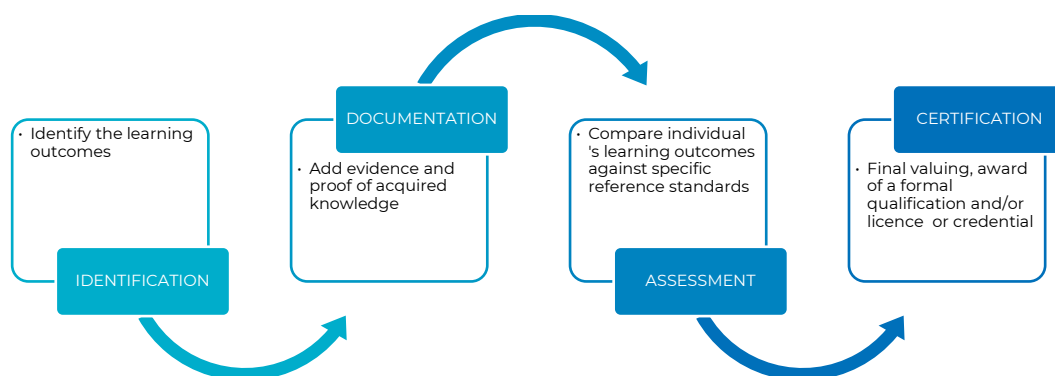 · Identify the learning
outcomes
IDENTIFICATION
DOCUMENTATION
· Add evidence and
proof of acquired
knowledge
· Compare individual
's learning outcomes
against specific
reference standards
ASSESSMENT
CERTIFICATION
· Final valuing, award
of a formal
qualification and/or
licence or credential